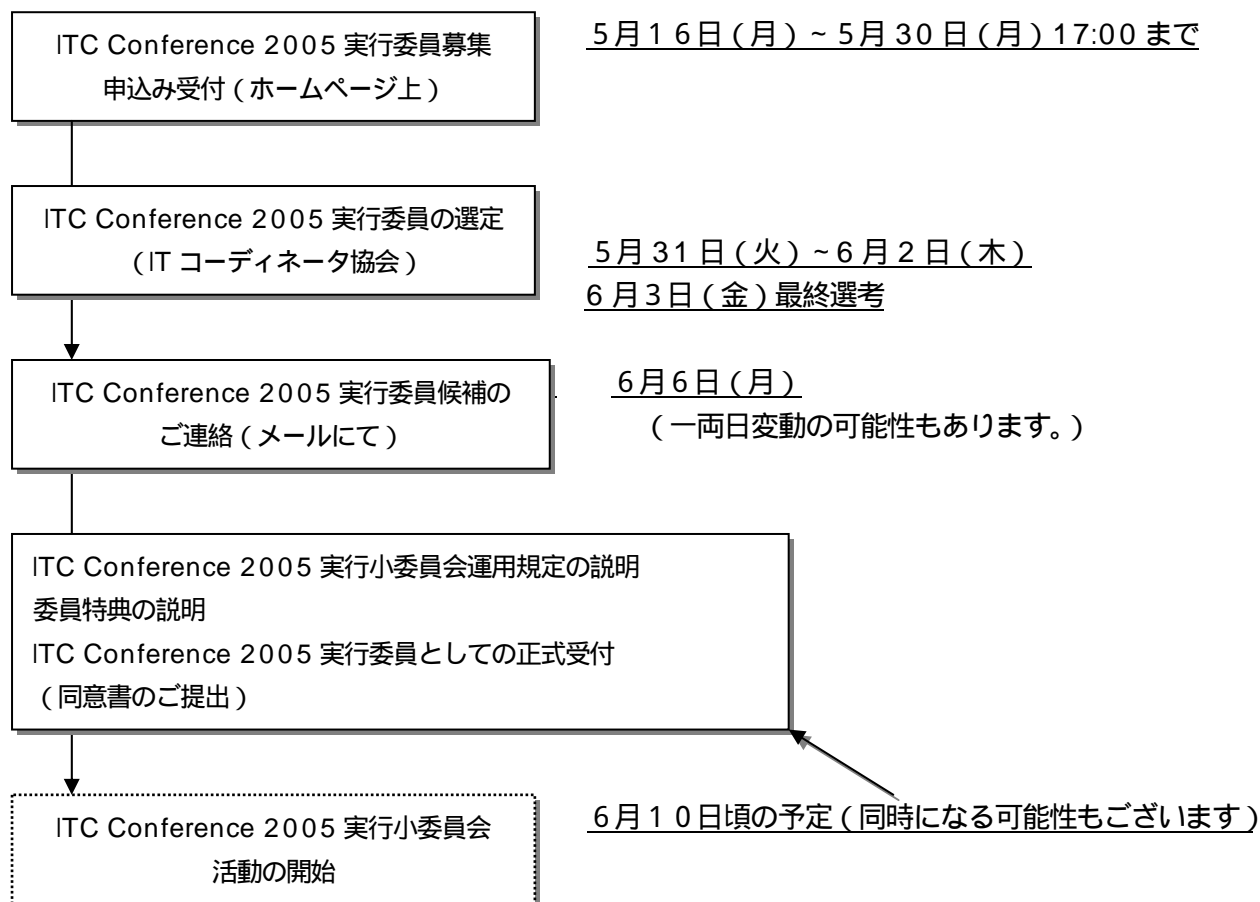 ITC Conference 2005 実行委員募集
申込み受付（ホームページ上）
5月16日（月）~5月30日（月）17:00 まで
ITC Conference 2005 実行委員の選定
（IT コーディネータ協会）
5月31日（火）~6月2日（木）
6月3日（金）最終選考
ITC Conference 2005 実行委員候補の
ご連絡（メールにて）
6月6日（月）
（一両日変動の可能性もあります。）
ITC Conference 2005 実行小委員会運用規定の説明
委員特典の説明
ITC Conference 2005 実行委員としての正式受付
（同意書のご提出）
ITC Conference 2005 実行小委員会
活動の開始
6月10日頃の予定（同時になる可能性もございます）